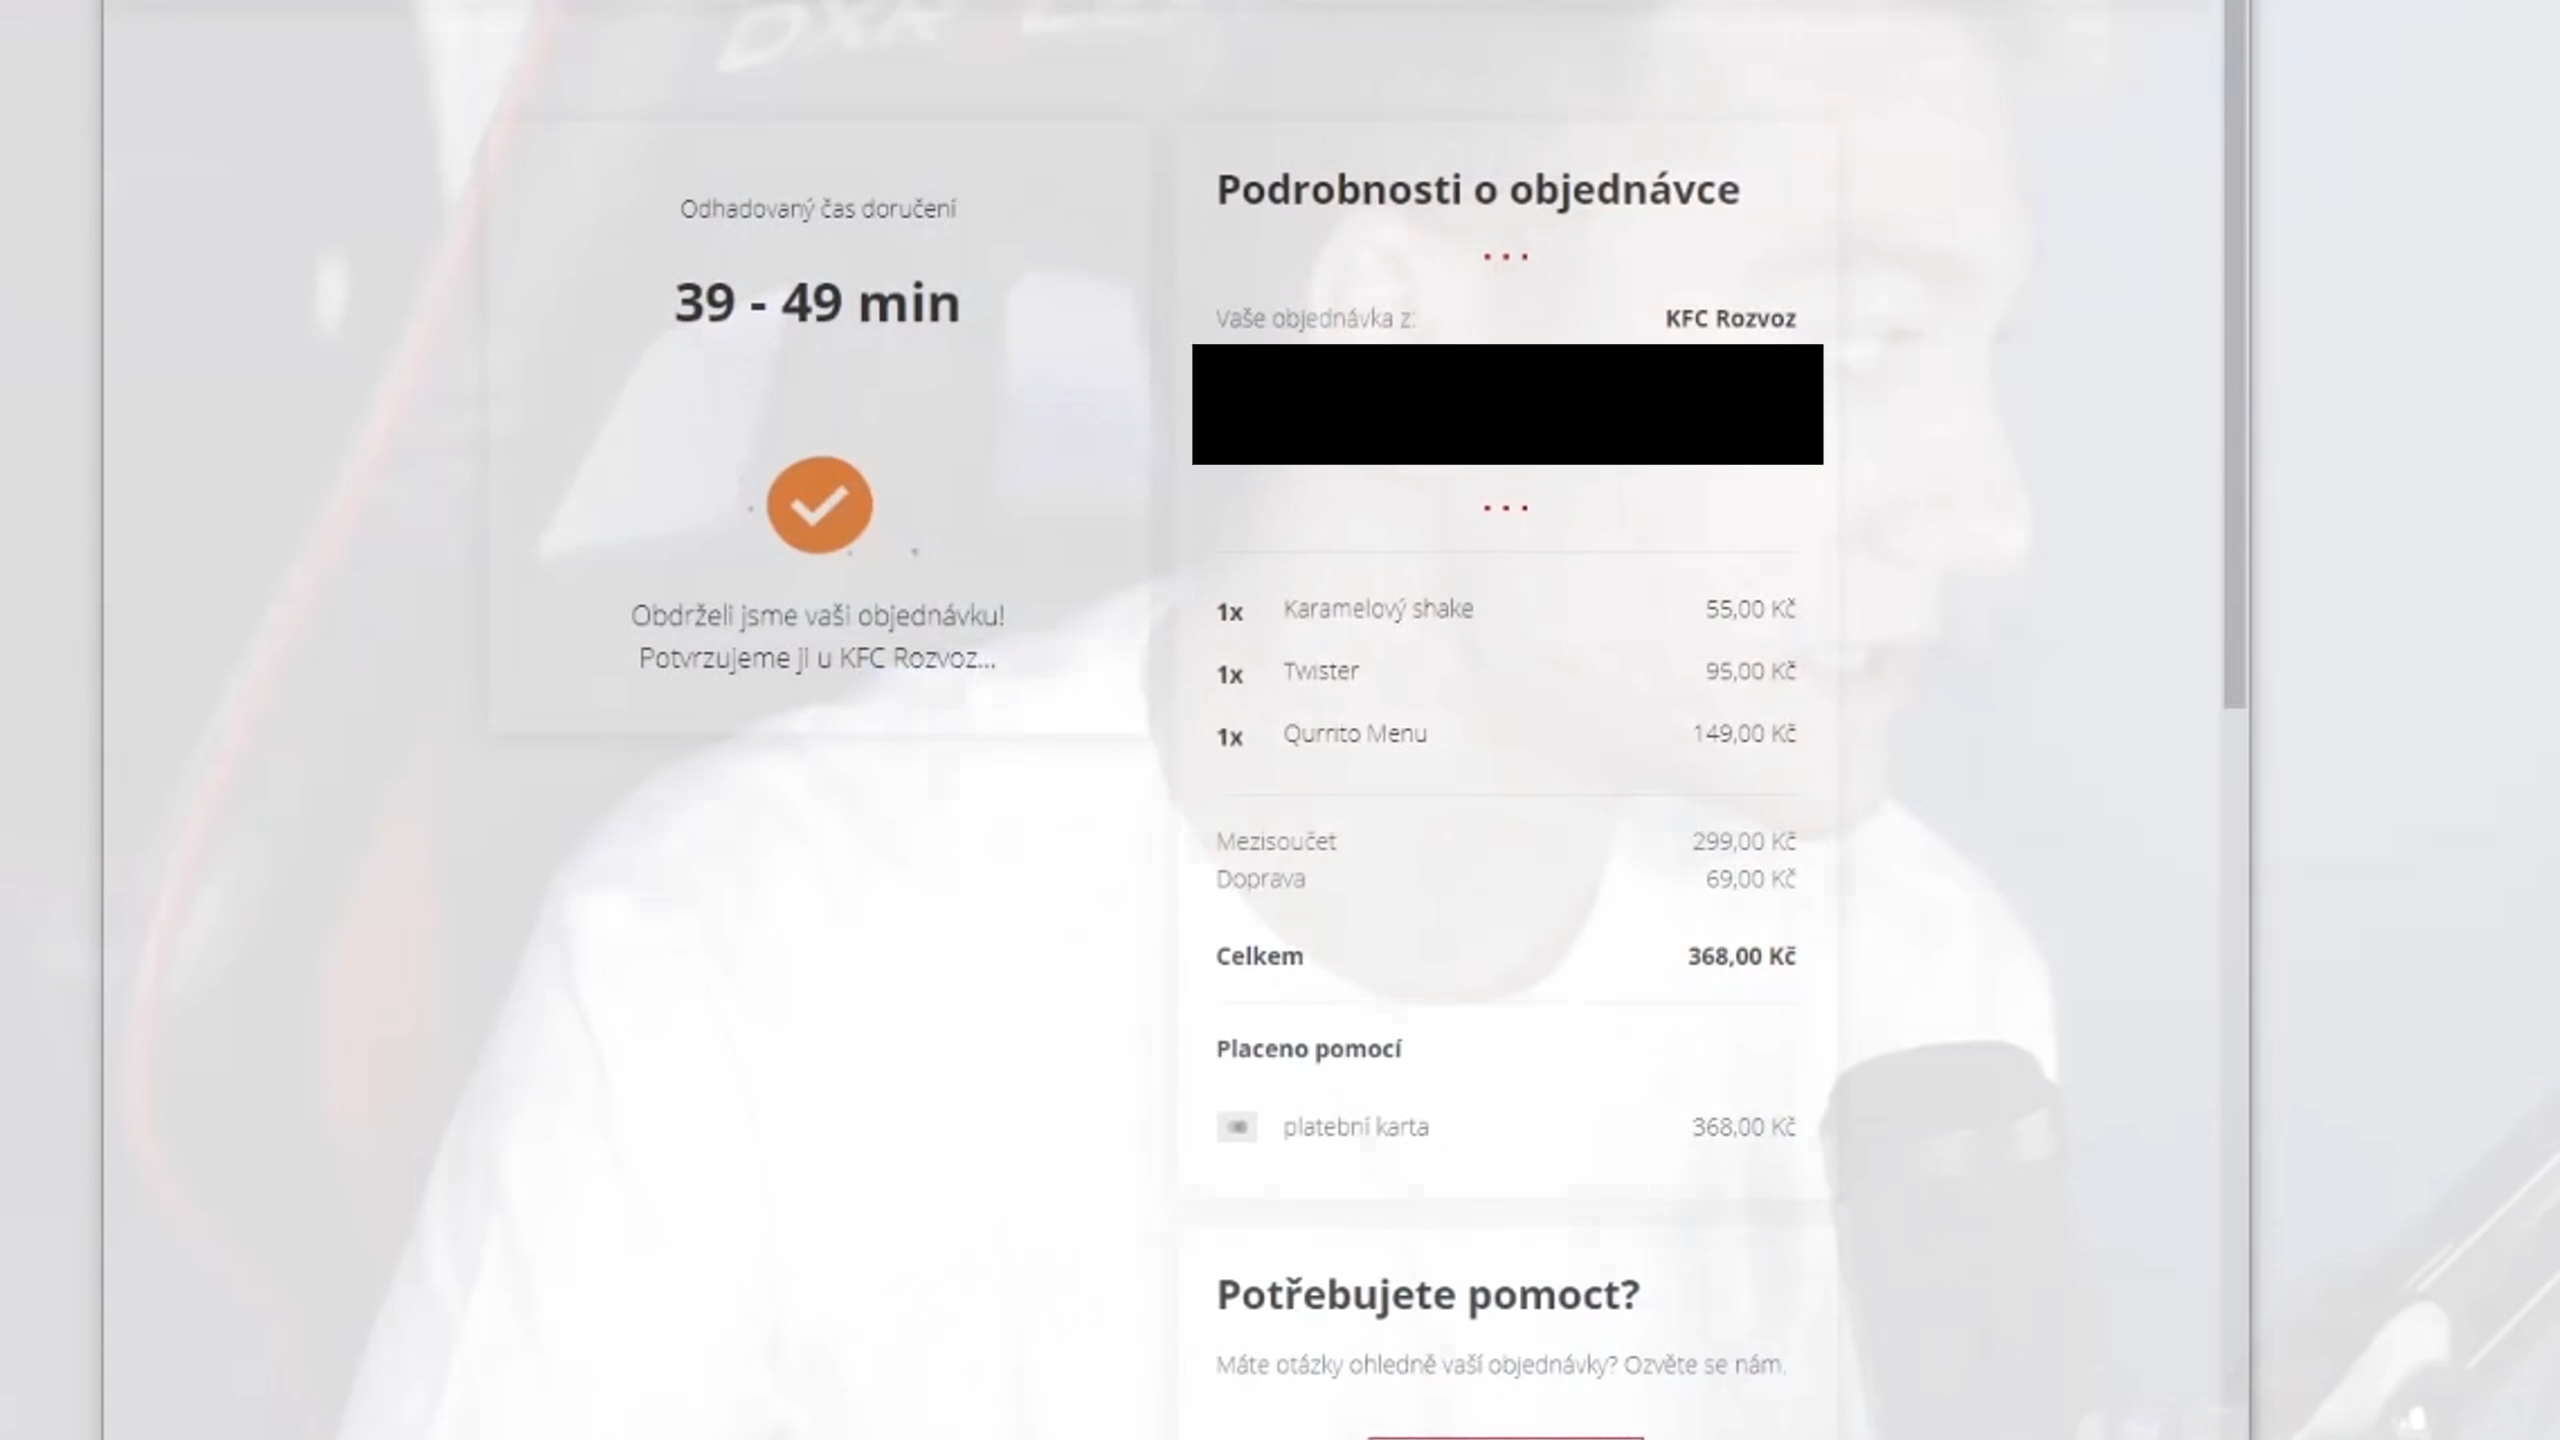 DXR
Odhadovaný čas doručení
39 - 49 min
Obdrželi jsme vaši objednávku!
Potvrzujeme ji u KFC Rozvoz...
Podrobnosti o objednávce
...
Vaše objednávka z: KFC Rozvoz
...
1x Karamelový shake 55,00 Kč
1x Twister 95,00 Kč
1x Qurrito Menu 149,00 Kč
Mezisoučet 299,00 Kč
Doprava 69,00 Kč
Celkem 368,00 Kč
Placeno pomocí
platební karta 368,00 Kč
Potřebujete pomoct?
Máte otázky ohledně vaší objednávky? Ozvěte se nám.